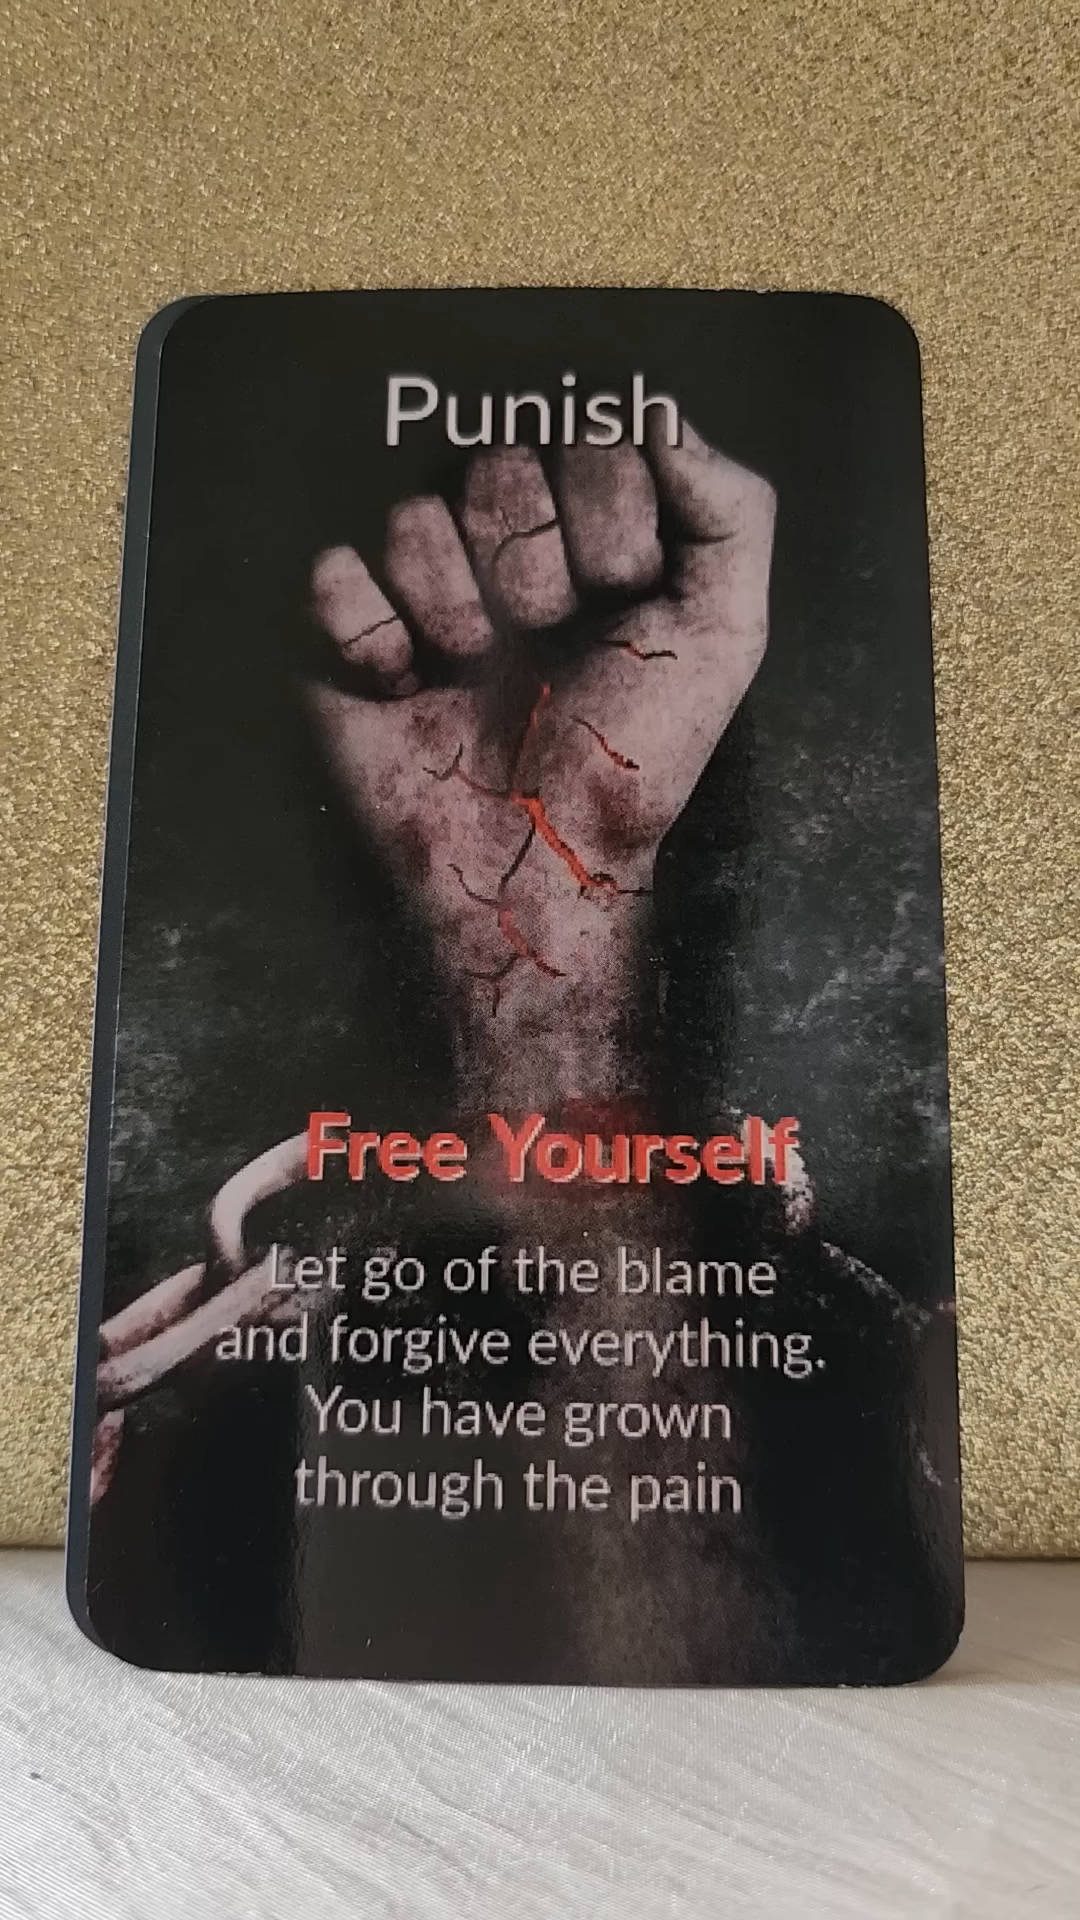 Punish
Free Yourself
Let go of the blame
and forgive everything.
You have grown
through the pain